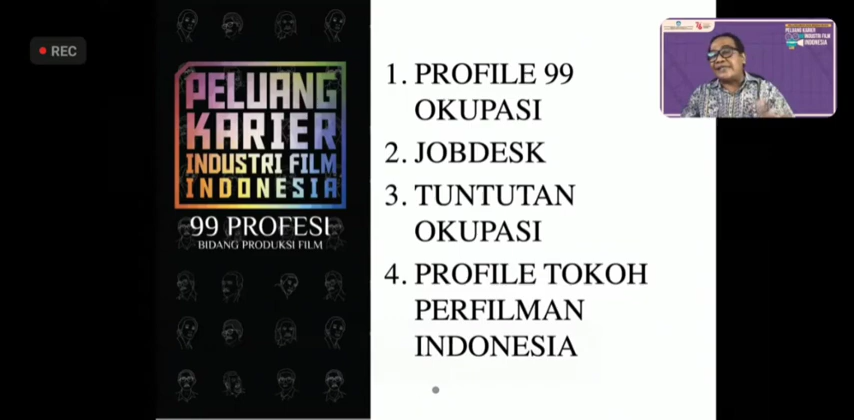 REC
PELUANG
KARIER
INDUSTRI FILM
INDONESIA
99 PROFESI
BIDANG PRODUKSI FILM
1. PROFILE 99
OKUPASI
2. JOBDESK
3. TUNTUTAN
OKUPASI
4. PROFILE TOKOH
PERFILMAN
INDONESIA
PELUANG KARIER
INDUSTRI FILM
INDONESIA